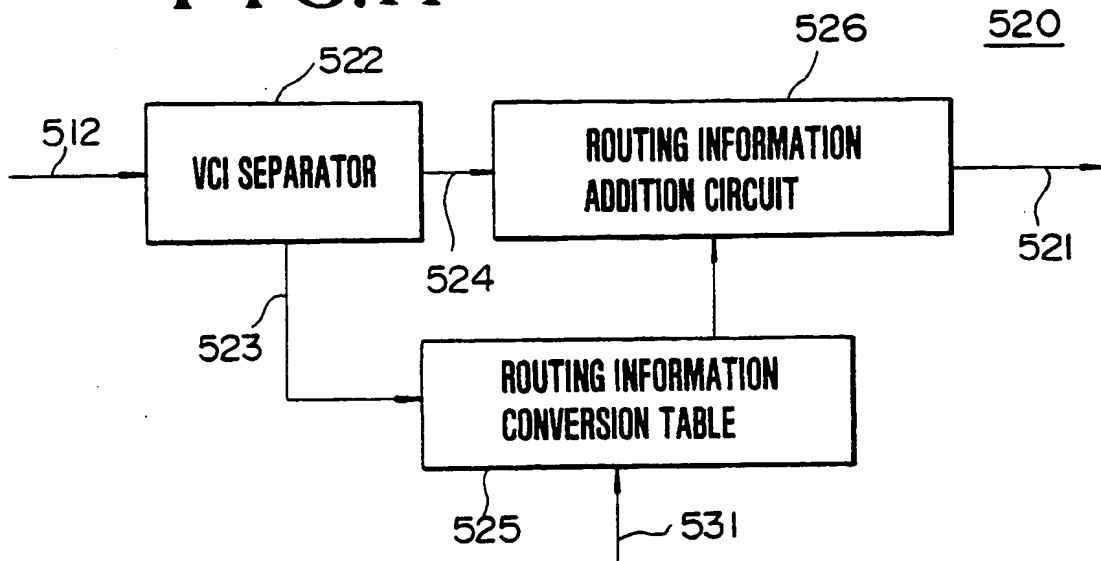 526
520
522
512
VCI SEPARATOR
ROUTING INFORMATION
ADDITION CIRCUIT
524
521
523
ROUTING INFORMATION
CONVERSION TABLE
525
531